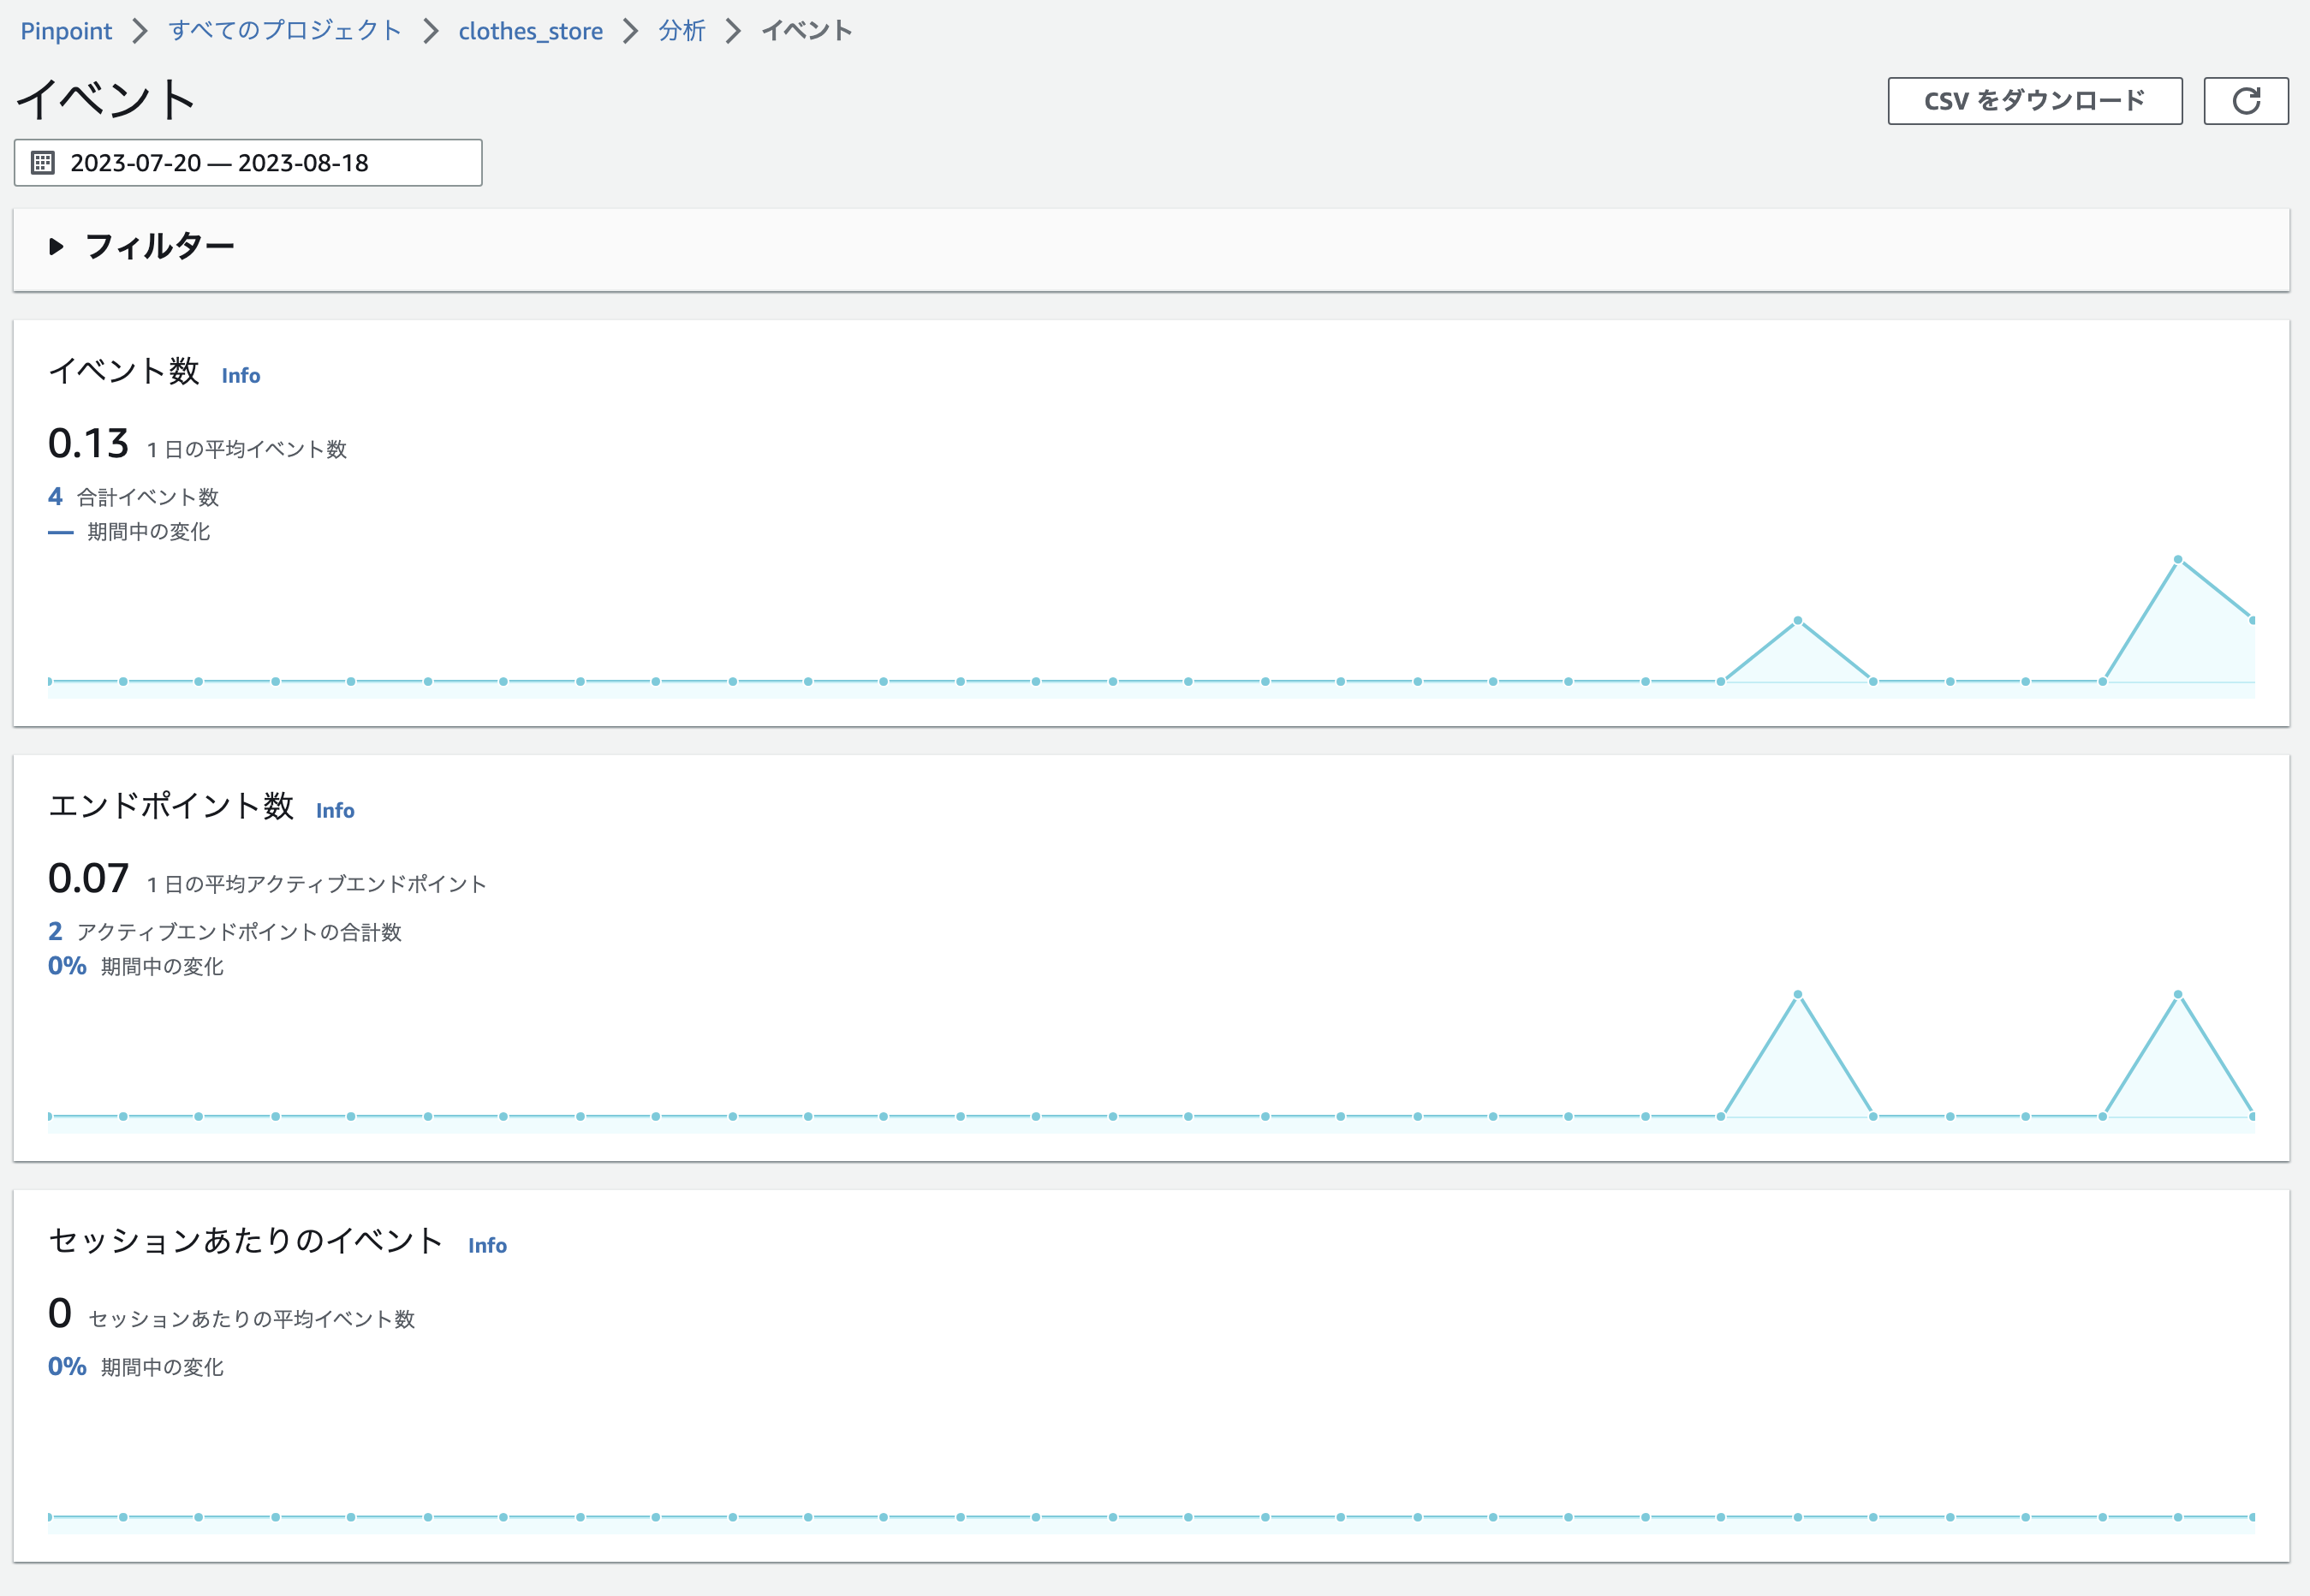 Pinpoint > すべてのプロジェクト > clothes_store > 分析 > イベント
イベント
CSV をダウンロード
2023-07-20 — 2023-08-18
フィルター
イベント数 Info
0.13 1 日の平均イベント数
4 合計イベント数
— 期間中の変化
エンドポイント数 Info
0.07 1 日の平均アクティブエンドポイント
2 アクティブエンドポイントの合計数
0% 期間中の変化
セッションあたりのイベント Info
0 セッションあたりの平均イベント数
0% 期間中の変化